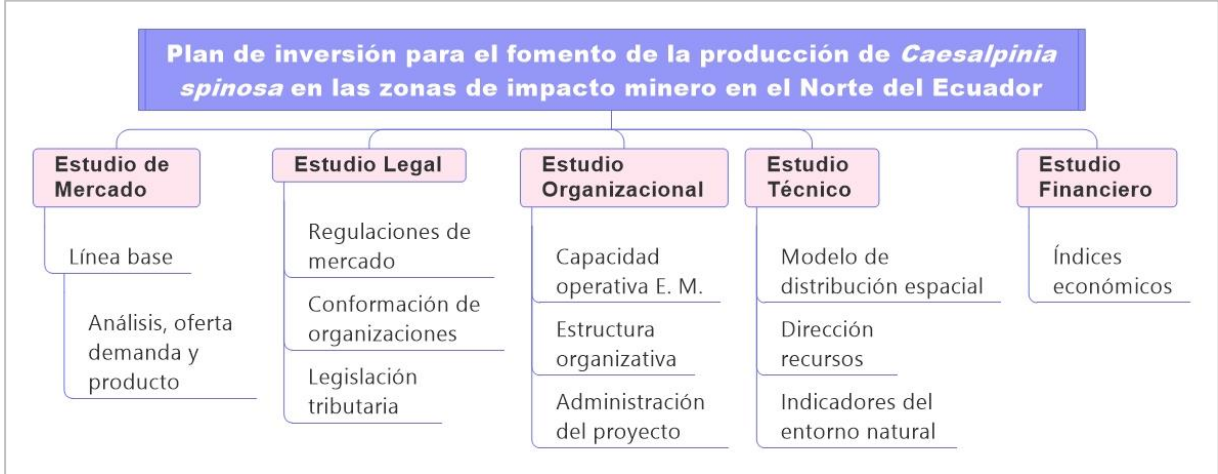 Plan de inversión para el fomento de la producción de Caesalpinia
spinosa en las zonas de impacto minero en el Norte del Ecuador
Estudio de
Mercado
Línea base
Análisis, oferta
demanda y
producto
Estudio Legal
Regulaciones de
mercado
Conformación de
organizaciones
Legislación
tributaria
Estudio
Organizacional
Capacidad
operativa E. M.
Estructura
organizativa
Administración
del proyecto
Estudio
Técnico
Modelo de
distribución espacial
Dirección
recursos
Indicadores del
entorno natural
Estudio
Financiero
Índices
económicos